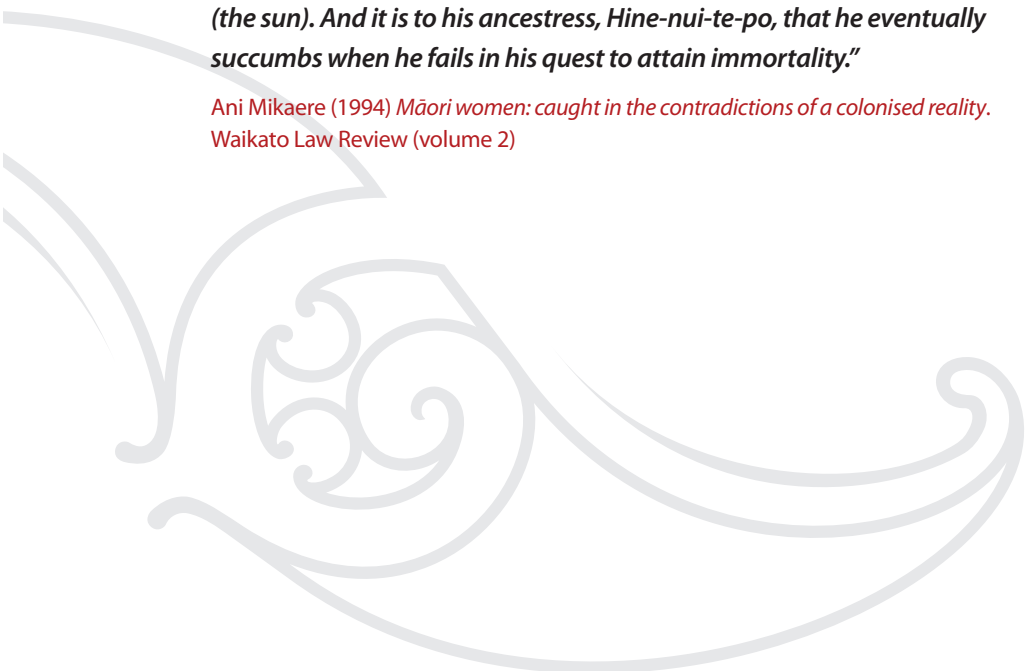 (the sun). And it is to his ancestress, Hine-nui-te-po, that he eventually
succumbs when he fails in his quest to attain immortality.”
Ani Mikaere (1994) Māori women: caught in the contradictions of a colonised reality.
Waikato Law Review (volume 2)